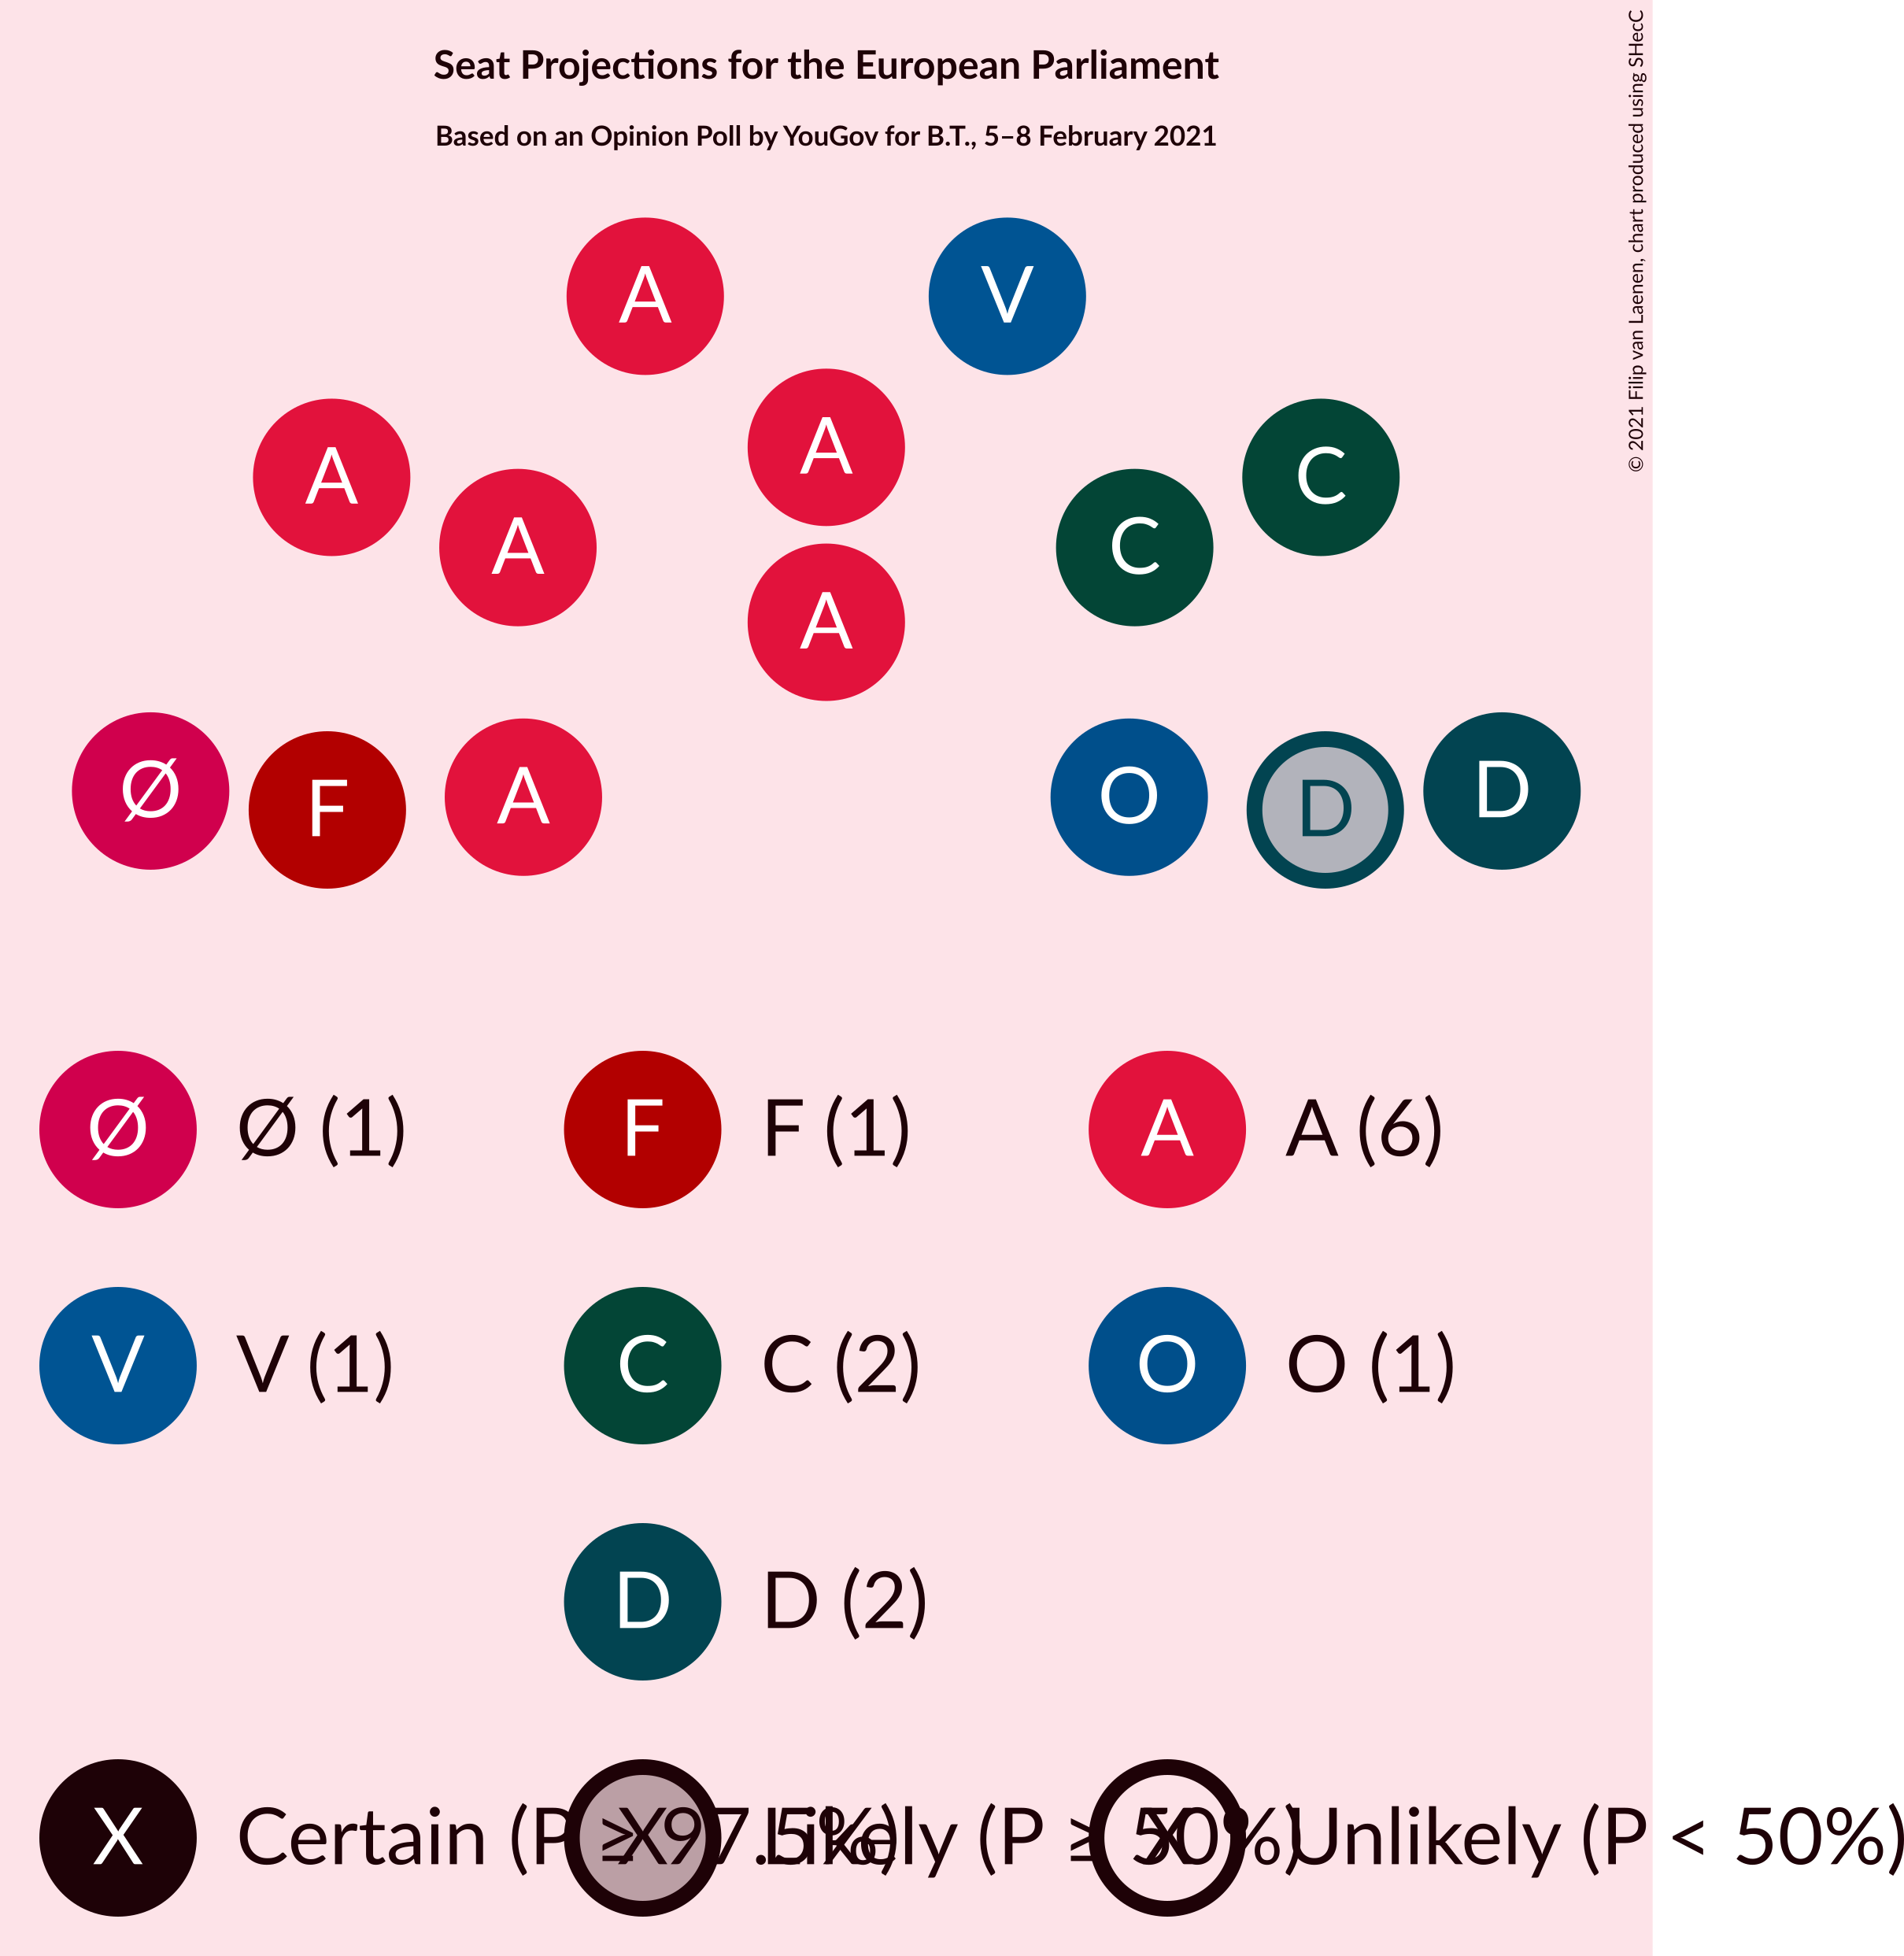 Seat Projections for the European Parliament
Based on an Opinion Poll by YouGov for B.T., 5–8 February 2021
© 2021 Filip van Laenen, chart produced using SHecC
A V
A A A C C
A
Ø F A O D D
Ø Ø (1) F F (1) A A (6)
V V (1) C C (2) O O (1)
D D (2)
X Certain (P ≥ 97.5%) X Likely (P ≥ 50%) X Unlikely (P < 50%)